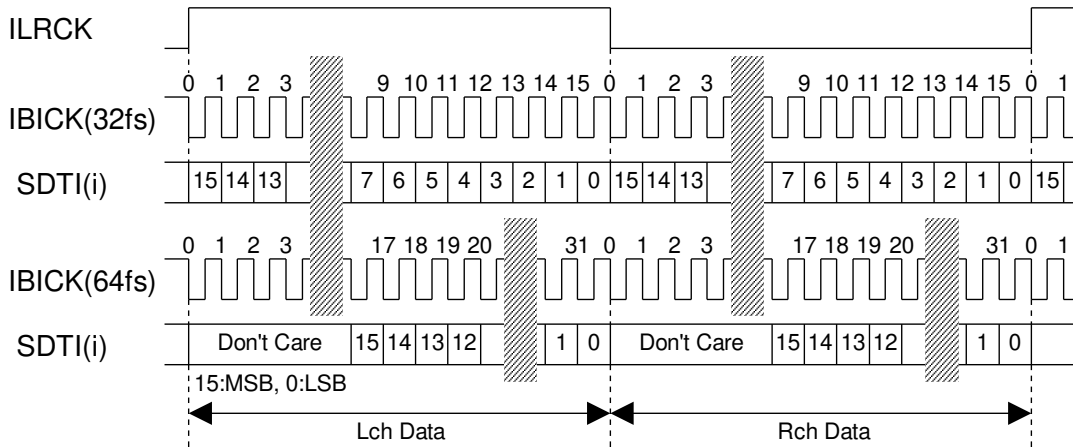 ILRCK
0 1 2 3 9 10 11 12 13 14 15 0 1 2 3 9 10 11 12 13 14 15 0 1
IBICK(32fs)
SDTI(i) 15 14 13 7 6 5 4 3 2 1 0 15 14 13 7 6 5 4 3 2 1 0 15
0 1 2 3 17 18 19 20 31 0 1 2 3 17 18 19 20 31 0 1
IBICK(64fs)
SDTI(i) Don't Care 15 14 13 12 1 0 Don't Care 15 14 13 12 1 0
15:MSB, 0:LSB
Lch Data Rch Data